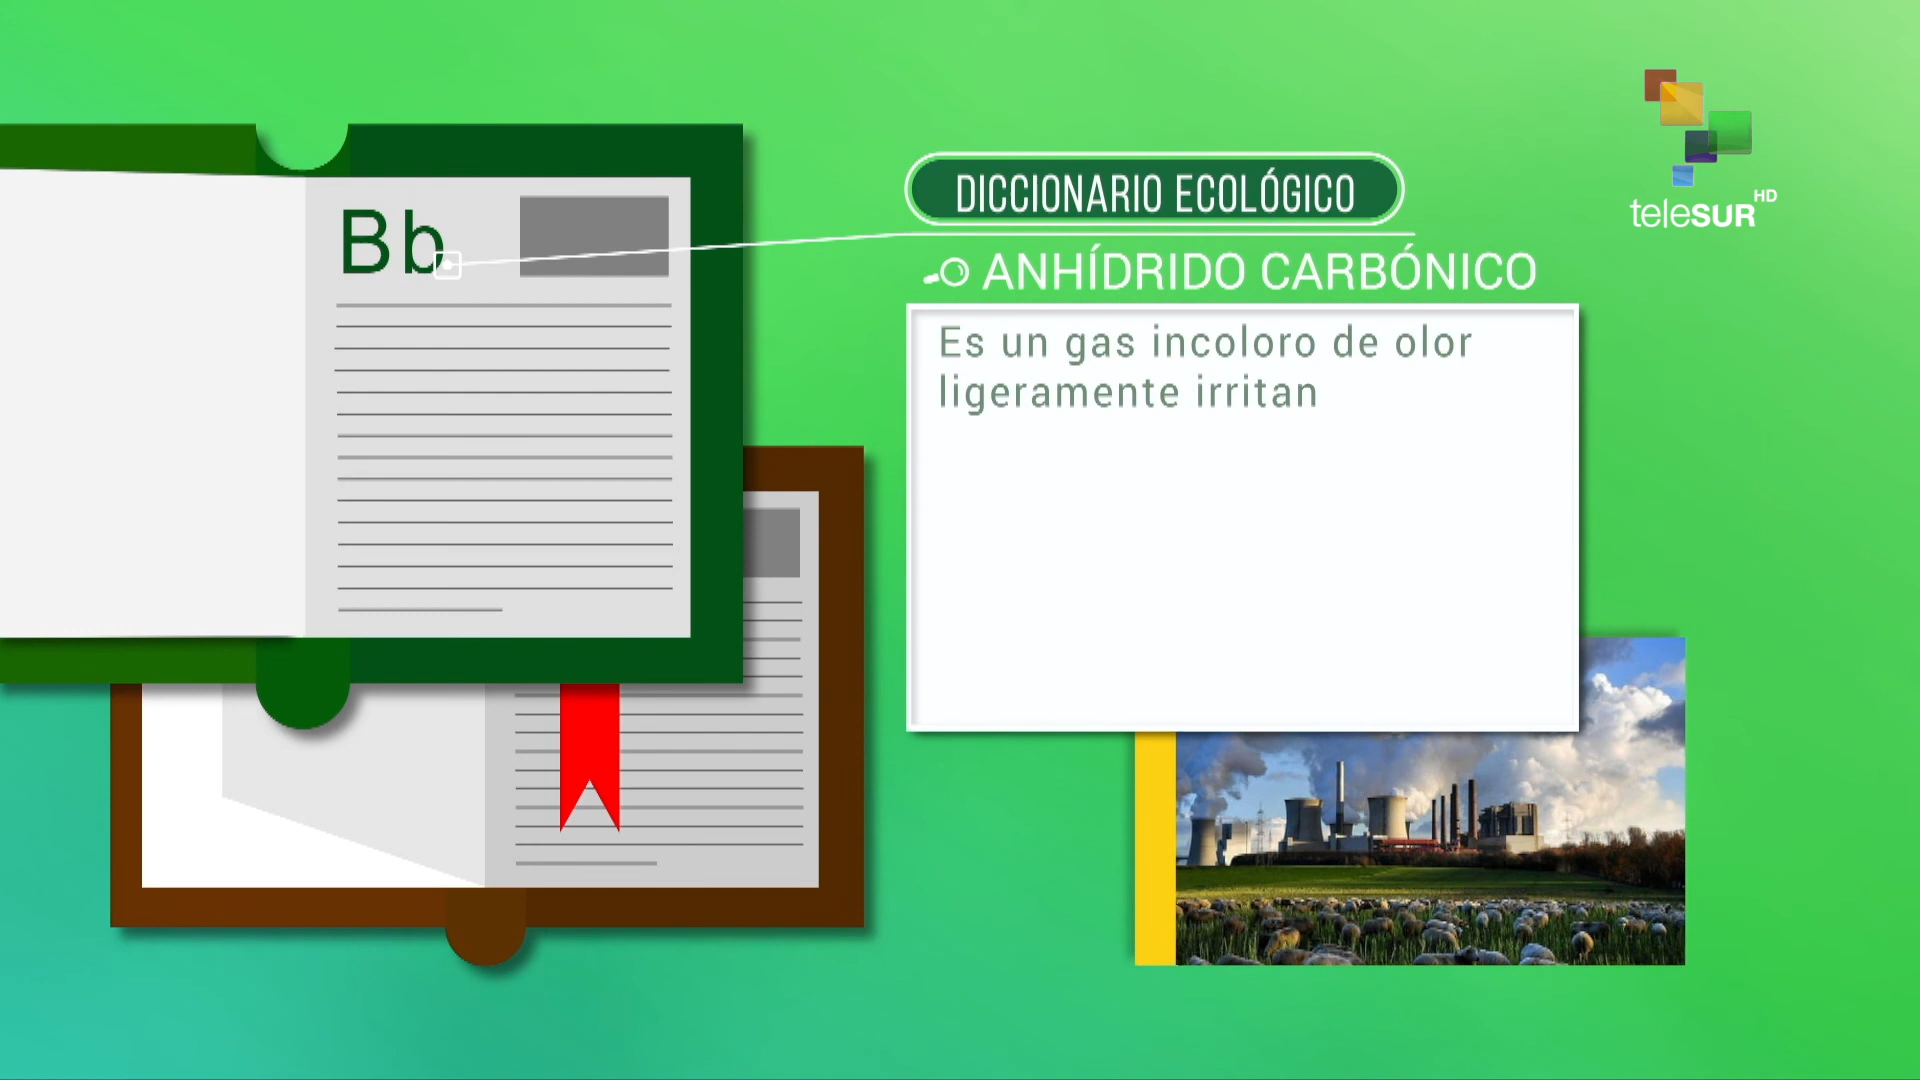 Bb
DICCIONARIO ECOLÓGICO
ANHÍDRIDO CARBÓNICO
Es un gas incoloro de olor
ligeramente irritan
teleSUR HD